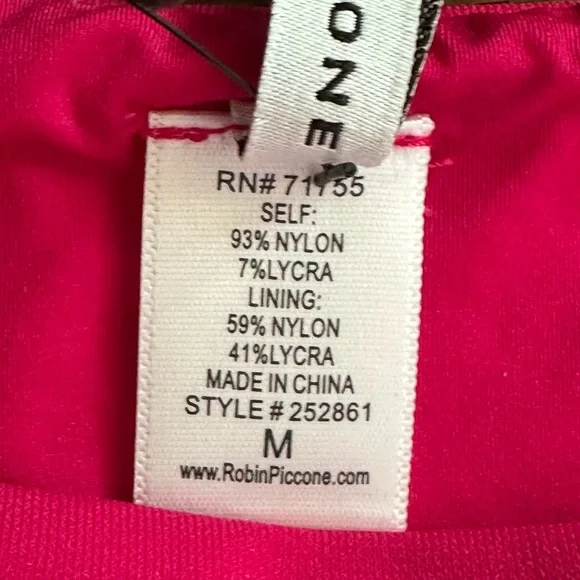 ONE
RN# 71755
SELF:
93% NYLON
7%LYCRA
LINING:
59% NYLON
41%LYCRA
MADE IN CHINA
STYLE # 252861
M
www.RobinPiccone.com